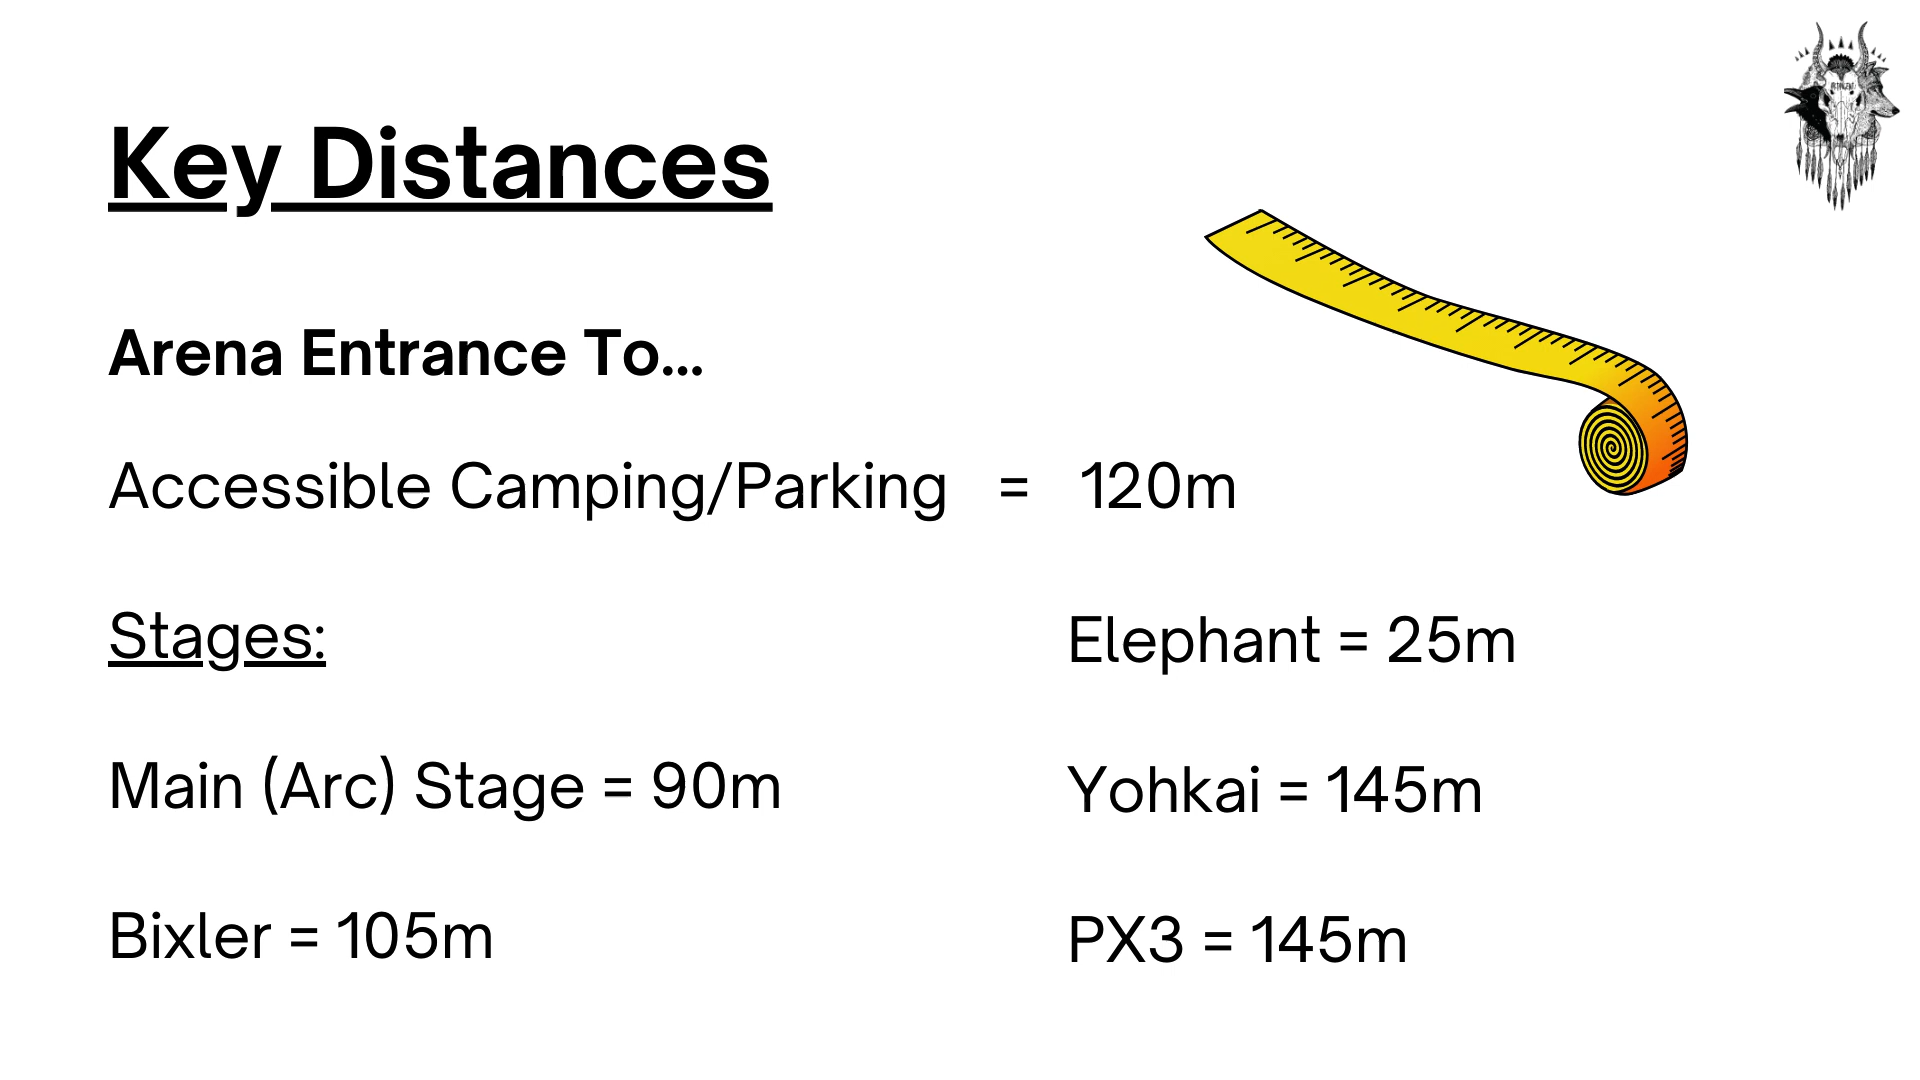 Key Distances
Arena Entrance To...
Accessible Camping/Parking = 120m
Stages:
Main (Arc) Stage = 90m
Bixler = 105m
Elephant = 25m
Yohkai = 145m
PX3 = 145m